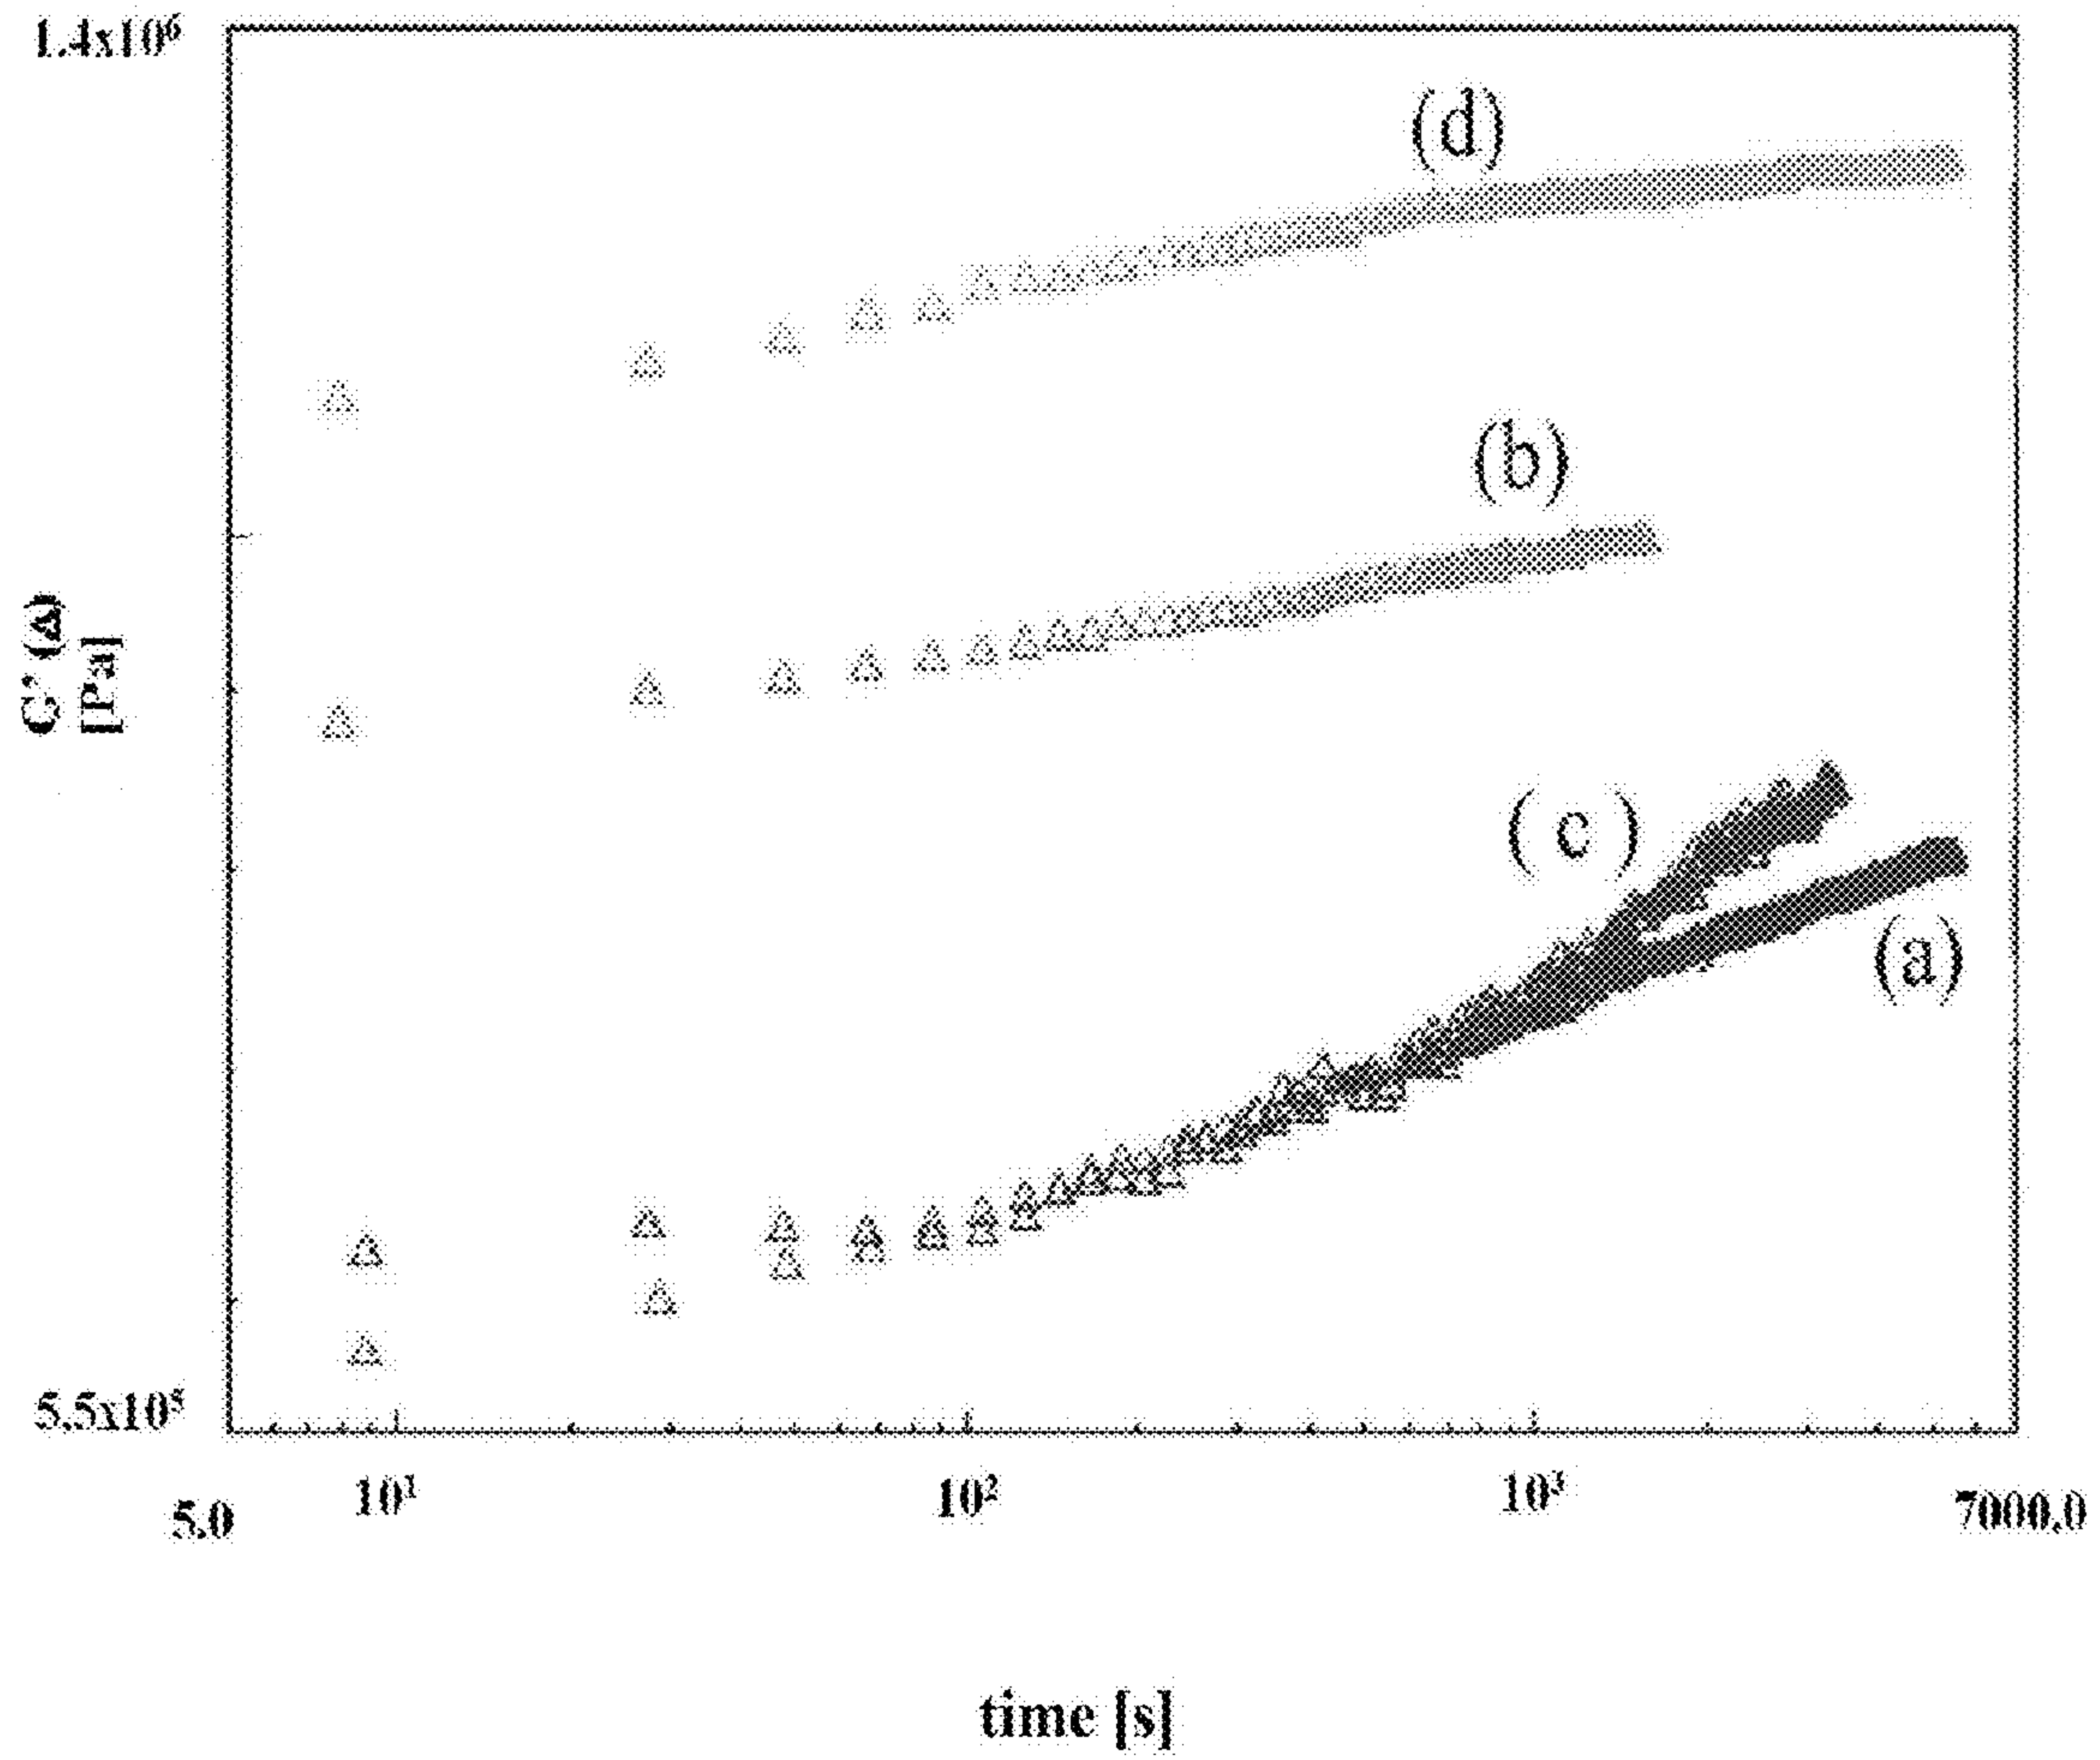 1.4x10⁶
(d)
(b)
G' (Δ)
[Pa]
( c )
(a)
5.5x10⁵
5.0
10¹
10²
10³
7000.0
time [s]